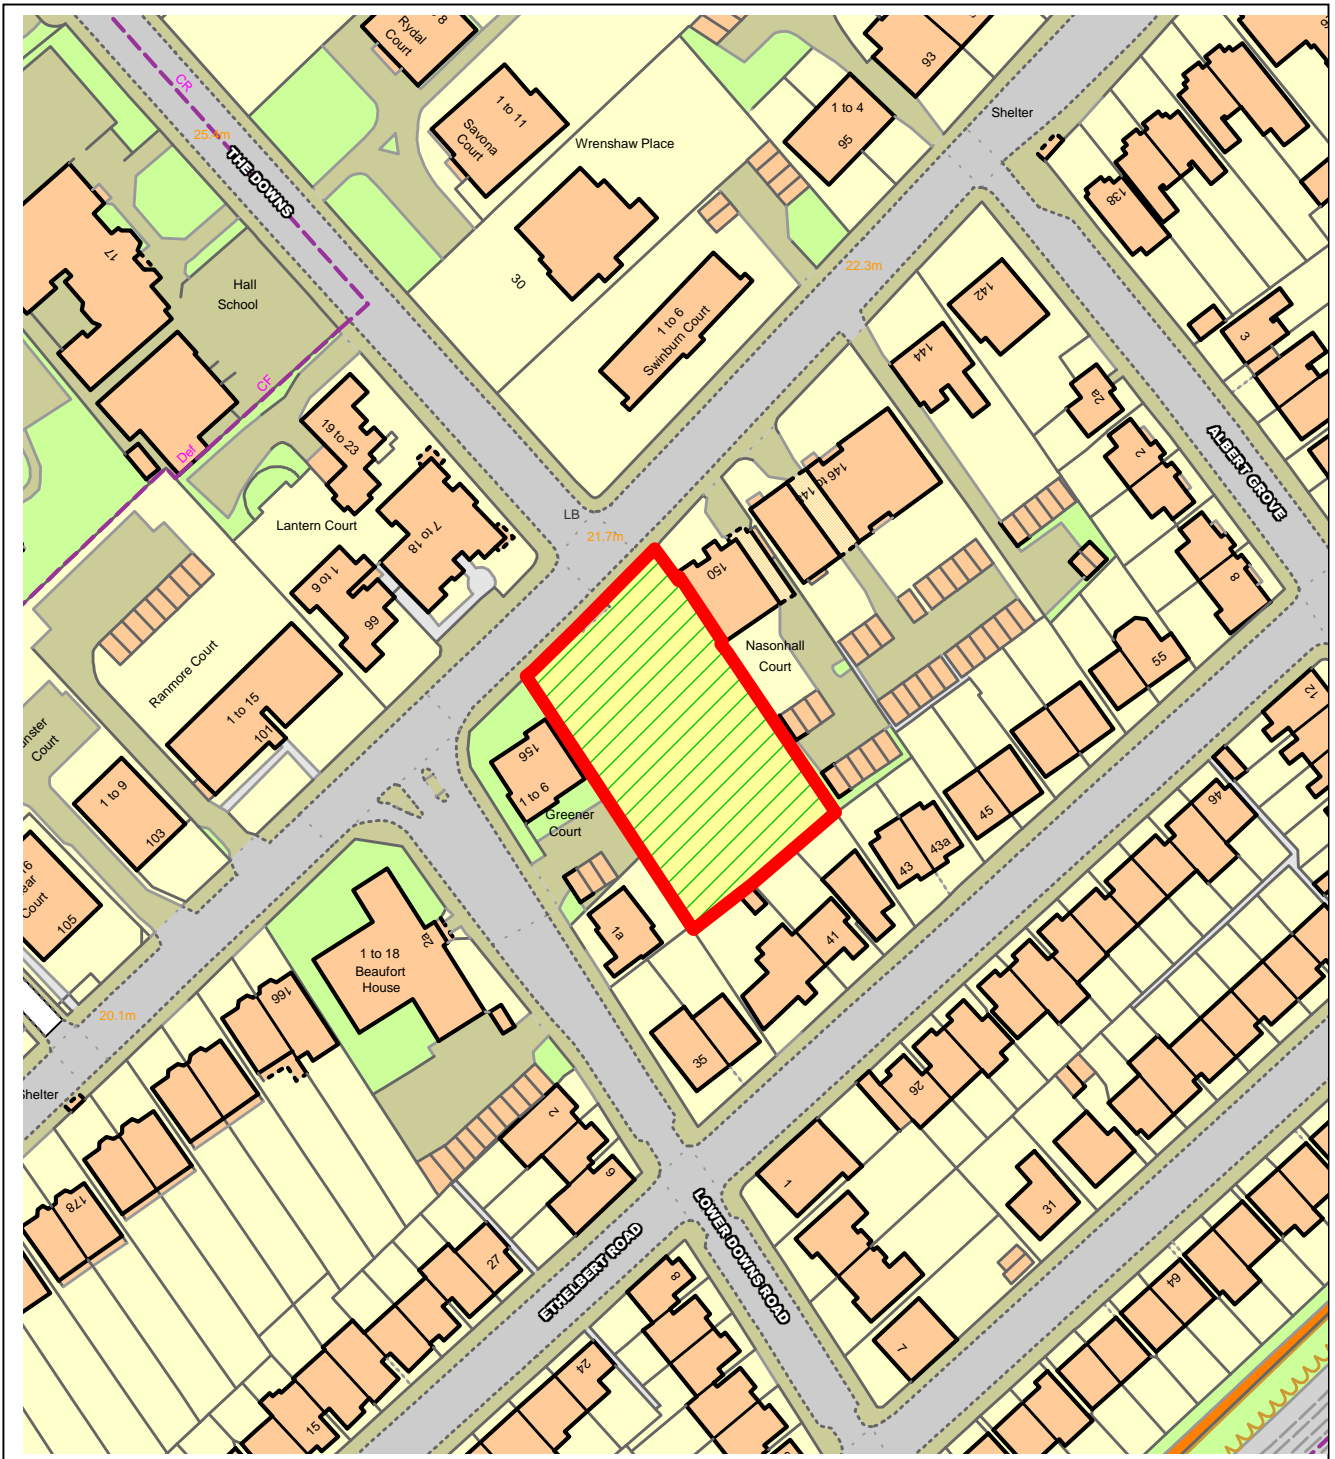 8
Rydal
Court
CR
25.4m
THE DOWNS
1 to 11
Savona
Court
Wrenshaw Place
93
1 to 4
95
Shelter
138
17
Hall
School
30
1 to 6
Swinburn Court
22.3m
142
144
3
2a
2
ALBERT GROVE
CF
Def
19 to 23
Lantern Court
7 to 18
LB
21.7m
146 to 14
150
8
1 to 6
99
Nasonhall
Court
55
Ranmore Court
1 to 15
101
12
Court
1 to 9
103
156
1 to 6
Greener
Court
45
46
43
43a
105
Court
1a
41
1 to 18
Beaufort
House
2a
166
20.1m
35
26
2
9
1
31
178
27
ETHELBERT ROAD
LOWER DOWNS ROAD
8
64
7
24
15